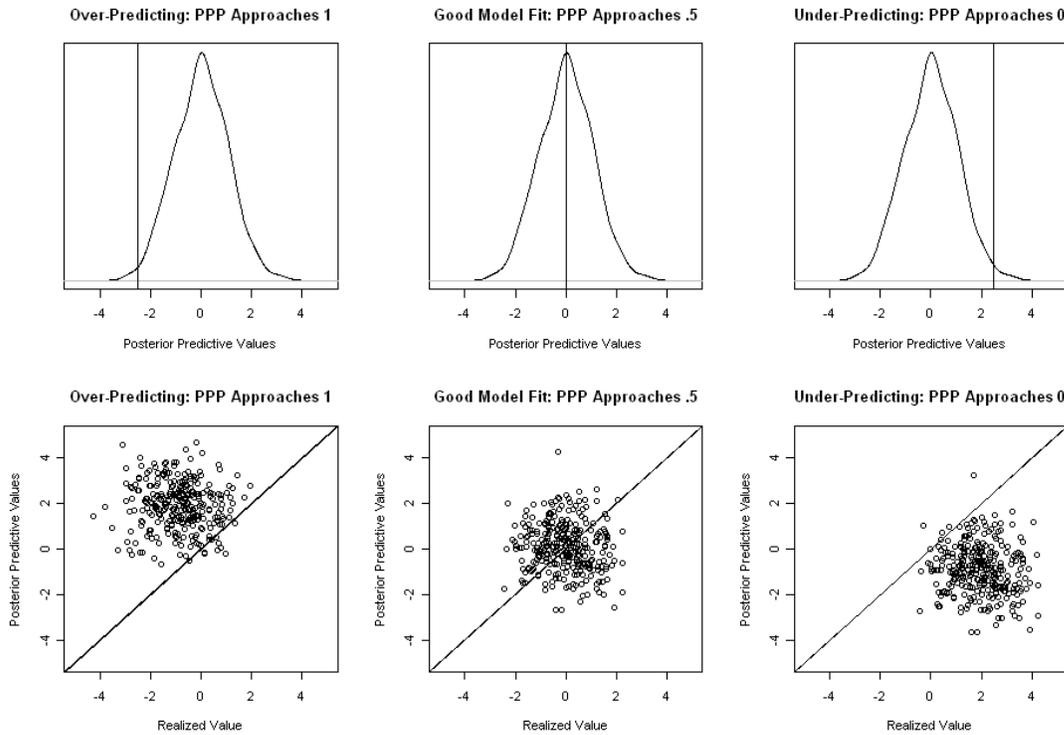 Over-Predicting: PPP Approaches 1
-4 -2 0 2 4
Posterior Predictive Values
Good Model Fit: PPP Approaches .5
-4 -2 0 2 4
Posterior Predictive Values
Under-Predicting: PPP Approaches 0
-4 -2 0 2 4
Posterior Predictive Values
Over-Predicting: PPP Approaches 1
Posterior Predictive Values
4
2
0
-2
-4
-4 -2 0 2 4
Realized Value
Good Model Fit: PPP Approaches .5
Posterior Predictive Values
4
2
0
-2
-4
-4 -2 0 2 4
Realized Value
Under-Predicting: PPP Approaches 0
Posterior Predictive Values
4
2
0
-2
-4
-4 -2 0 2 4
Realized Value